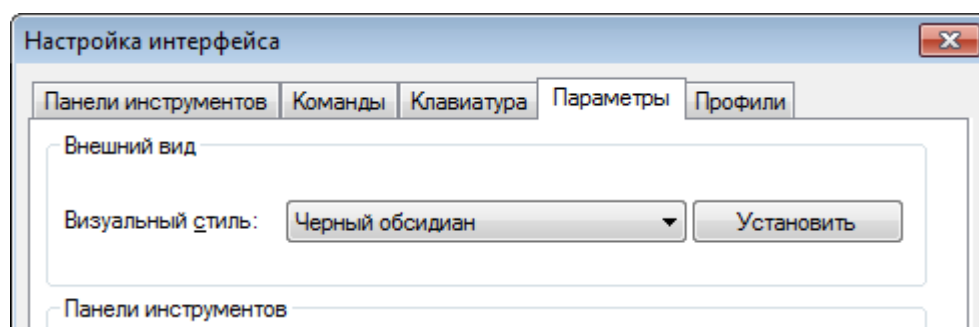 Настройка интерфейса
Панели инструментов Команды Клавиатура Параметры Профили
Внешний вид
Визуальный стиль: Черный обсидиан Установить
Панели инструментов